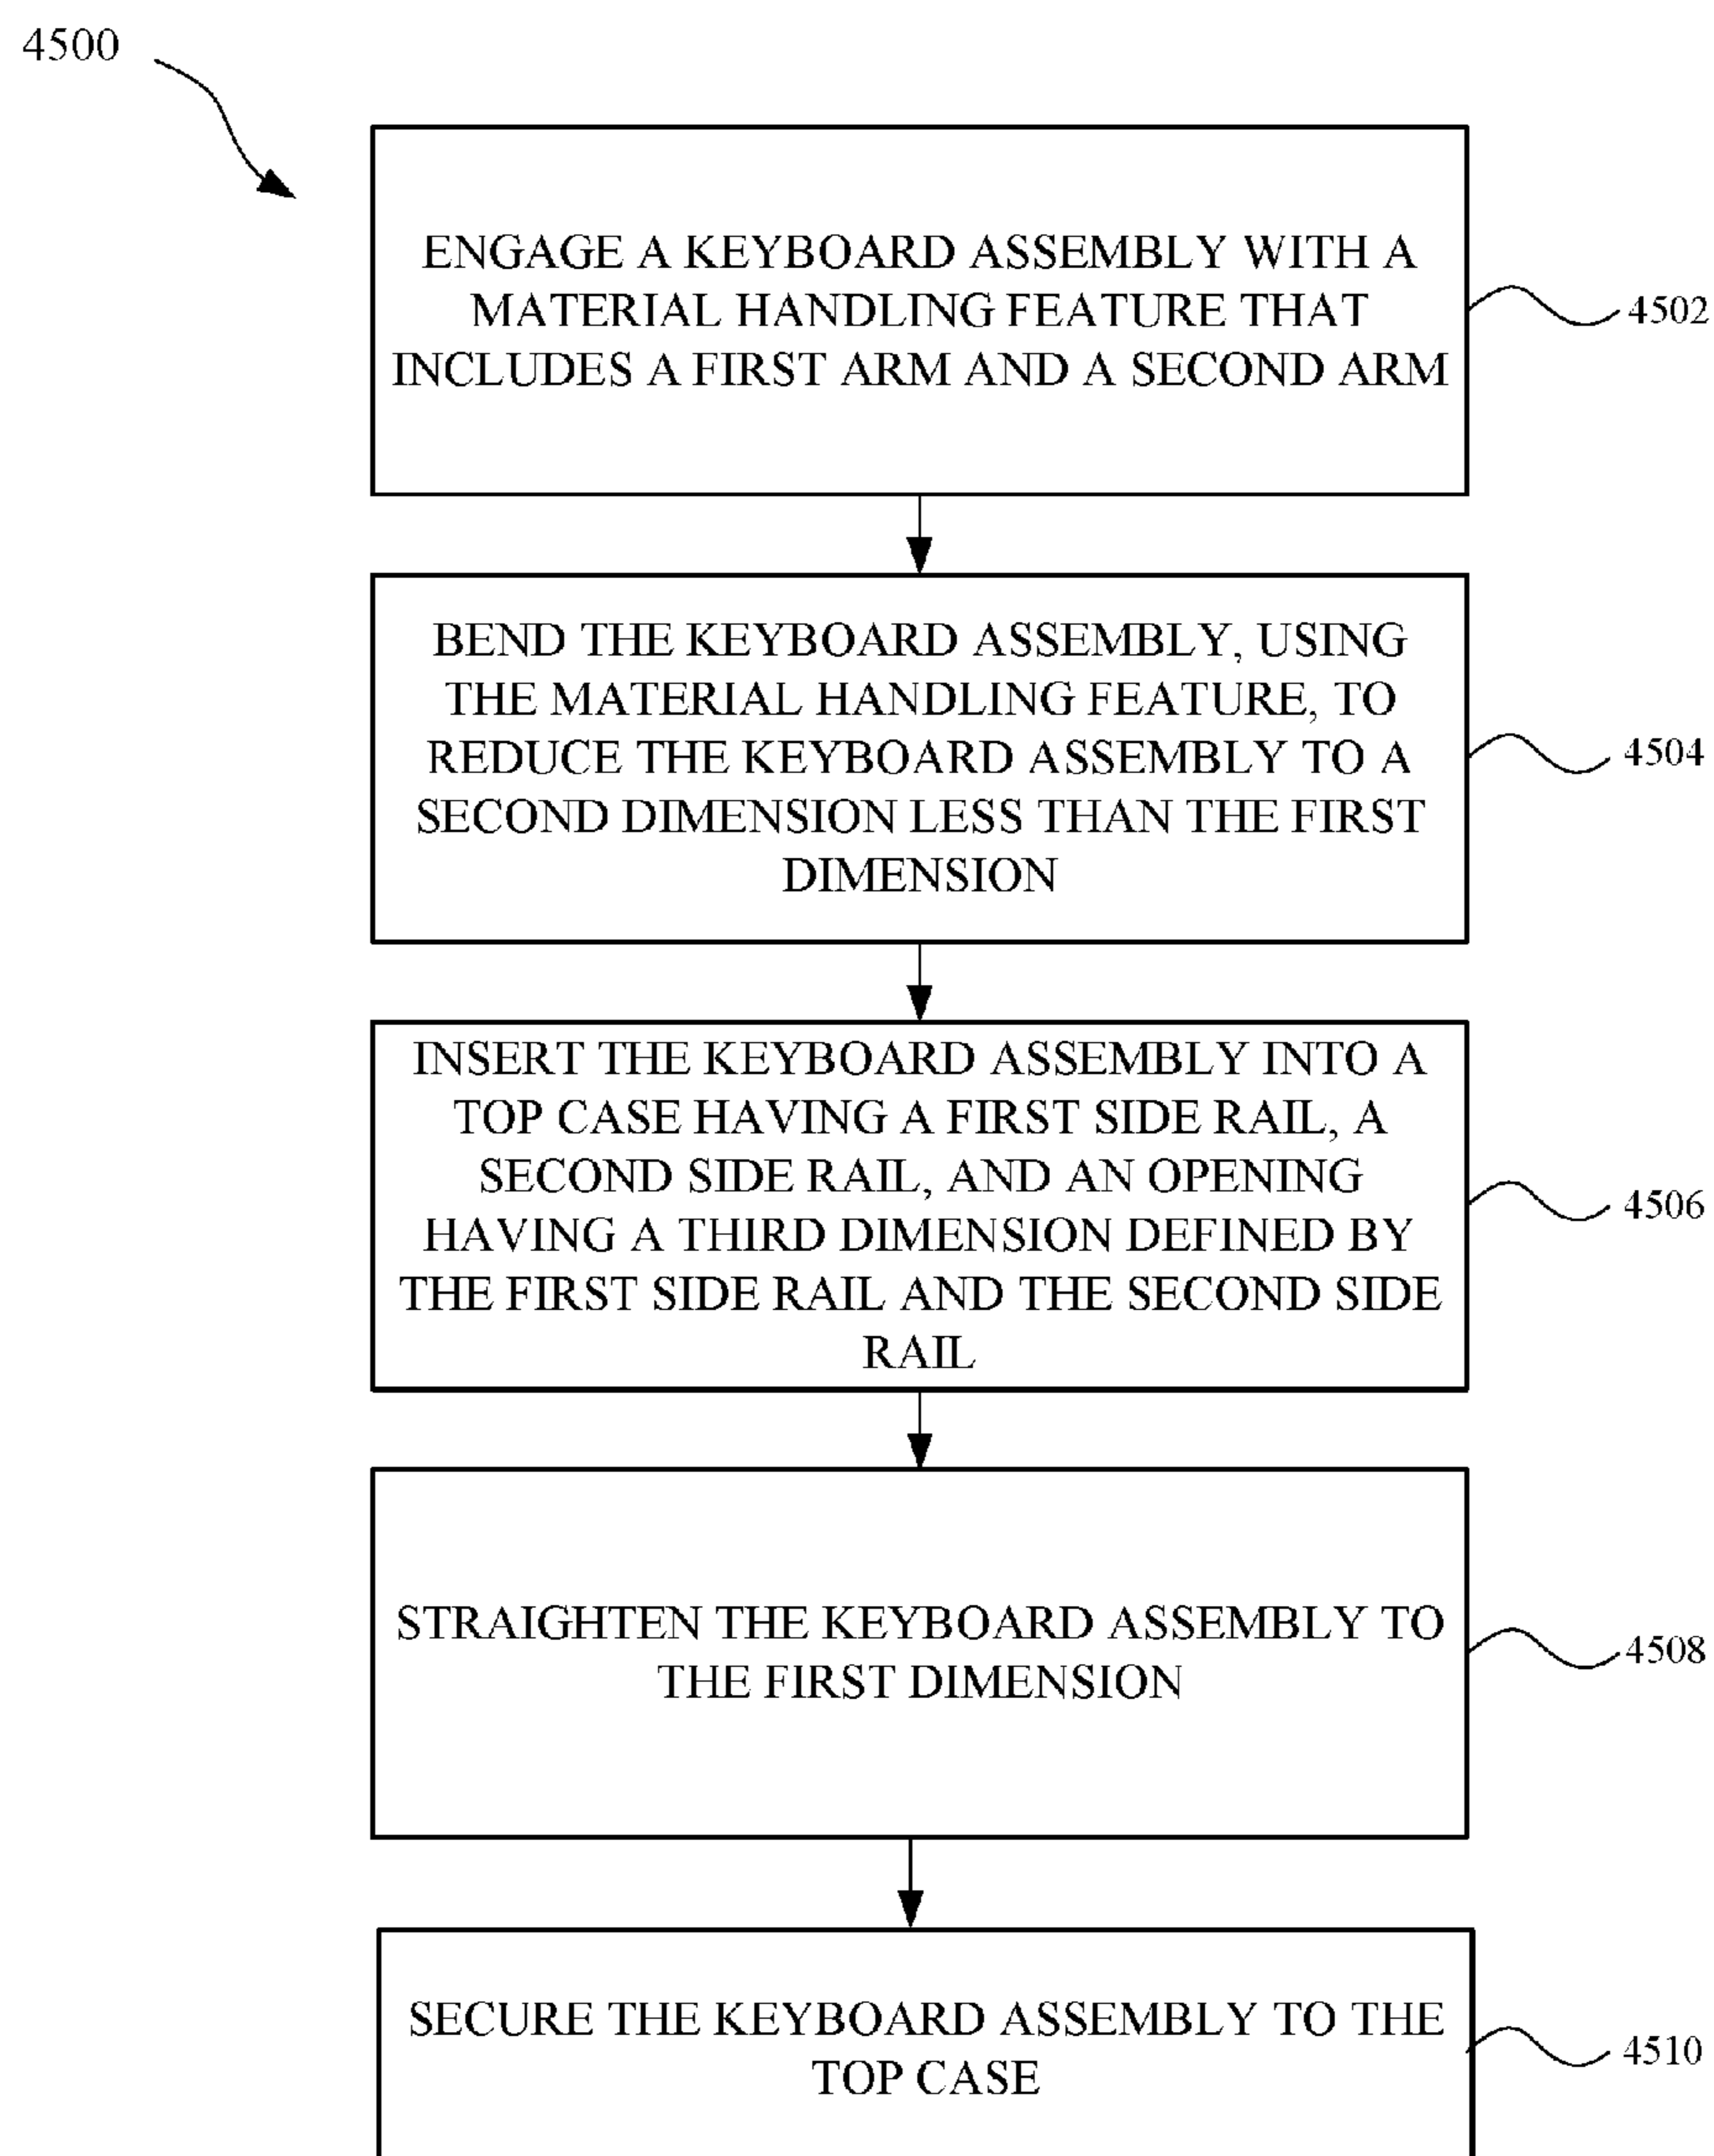 4500
ENGAGE A KEYBOARD ASSEMBLY WITH A
MATERIAL HANDLING FEATURE THAT
INCLUDES A FIRST ARM AND A SECOND ARM
4502
BEND THE KEYBOARD ASSEMBLY, USING
THE MATERIAL HANDLING FEATURE, TO
REDUCE THE KEYBOARD ASSEMBLY TO A
SECOND DIMENSION LESS THAN THE FIRST
DIMENSION
4504
INSERT THE KEYBOARD ASSEMBLY INTO A
TOP CASE HAVING A FIRST SIDE RAIL, A
SECOND SIDE RAIL, AND AN OPENING
HAVING A THIRD DIMENSION DEFINED BY
THE FIRST SIDE RAIL AND THE SECOND SIDE
RAIL
4506
STRAIGHTEN THE KEYBOARD ASSEMBLY TO
THE FIRST DIMENSION
4508
SECURE THE KEYBOARD ASSEMBLY TO THE
TOP CASE
4510